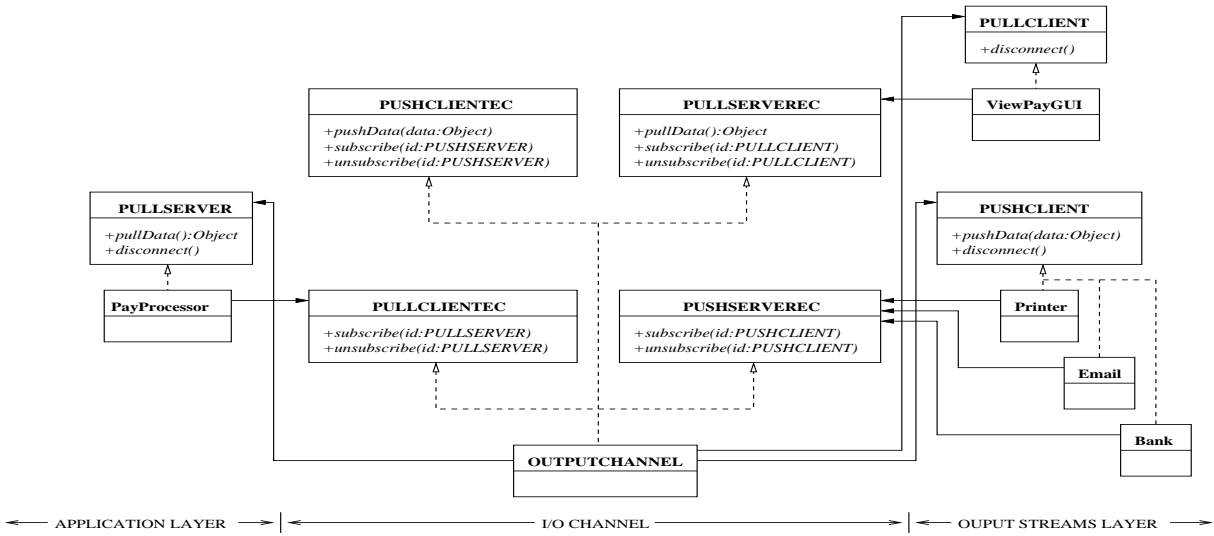 PULLCLIENT
+disconnect()
ViewPayGUI
PUSHCLIENTEC
+pushData(data:Object)
+subscribe(id:PUSHSERVER)
+unsubscribe(id:PUSHSERVER)
PULLSERVEREC
+pullData():Object
+subscribe(id:PULLCLIENT)
+unsubscribe(id:PULLCLIENT)
PULLSERVER
+pullData():Object
+disconnect()
PayProcessor
PUSHCLIENT
+pushData(data:Object)
+disconnect()
PULLCLIENTEC
+subscribe(id:PULLSERVER)
+unsubscribe(id:PULLSERVER)
PUSHSERVEREC
+subscribe(id:PUSHCLIENT)
+unsubscribe(id:PUSHCLIENT)
Printer
Email
Bank
OUTPUTCHANNEL
APPLICATION LAYER
I/O CHANNEL
OUPUT STREAMS LAYER